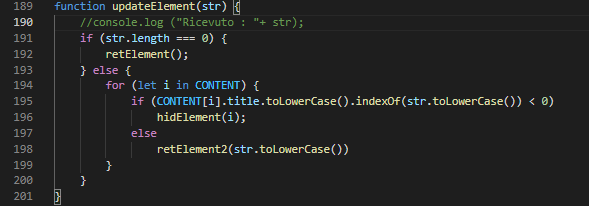 189 function updateElement(str) {
190     //console.log ("Ricevuto : "+ str);
191     if (str.length === 0) {
192         retElement();
193     } else {
194         for (let i in CONTENT) {
195             if (CONTENT[i].title.toLowerCase().indexOf(str.toLowerCase()) < 0)
196                 hidElement(i);
197             else
198                 retElement2(str.toLowerCase())
199         }
200     }
201 }